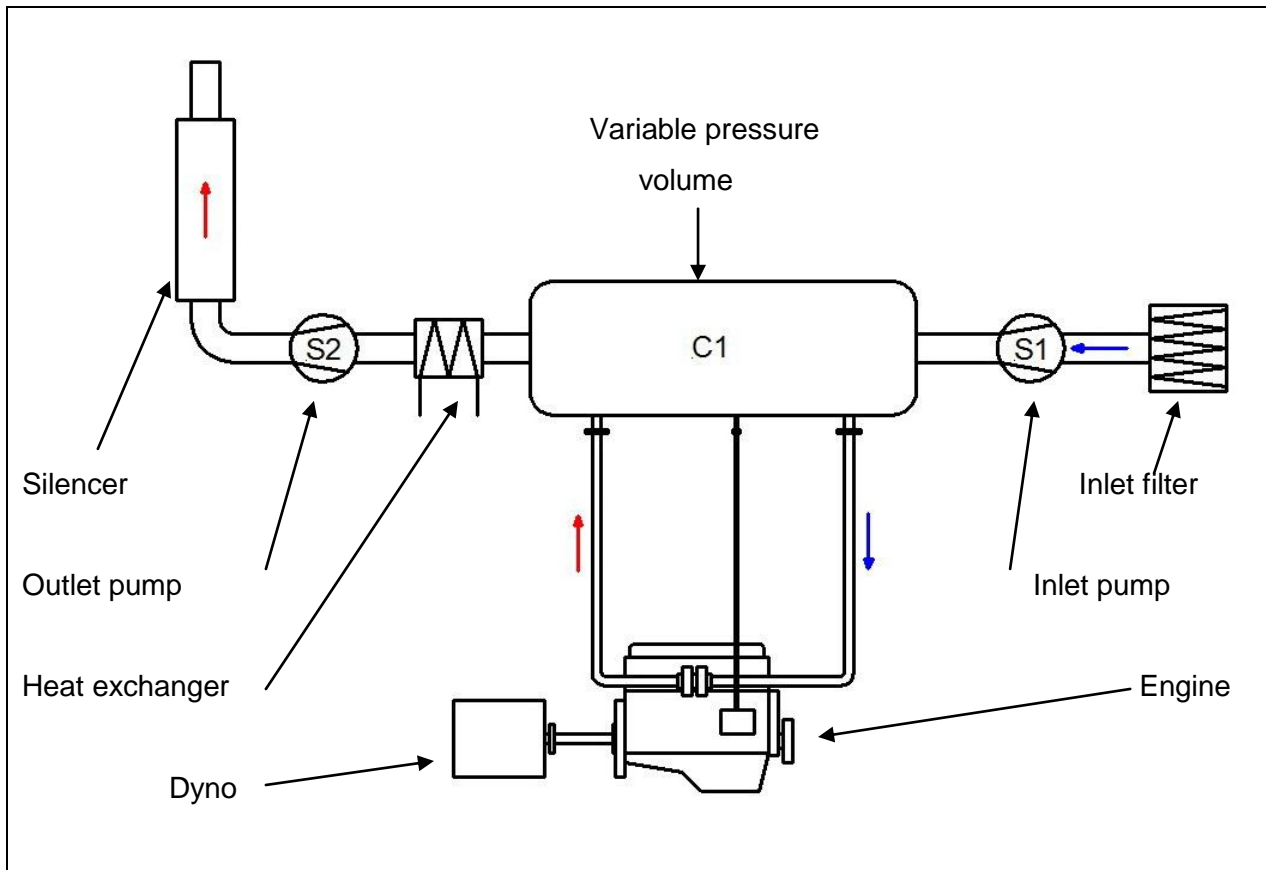 Variable pressure
volume
S2
C1
S1
Silencer
Inlet filter
Outlet pump
Inlet pump
Heat exchanger
Engine
Dyno